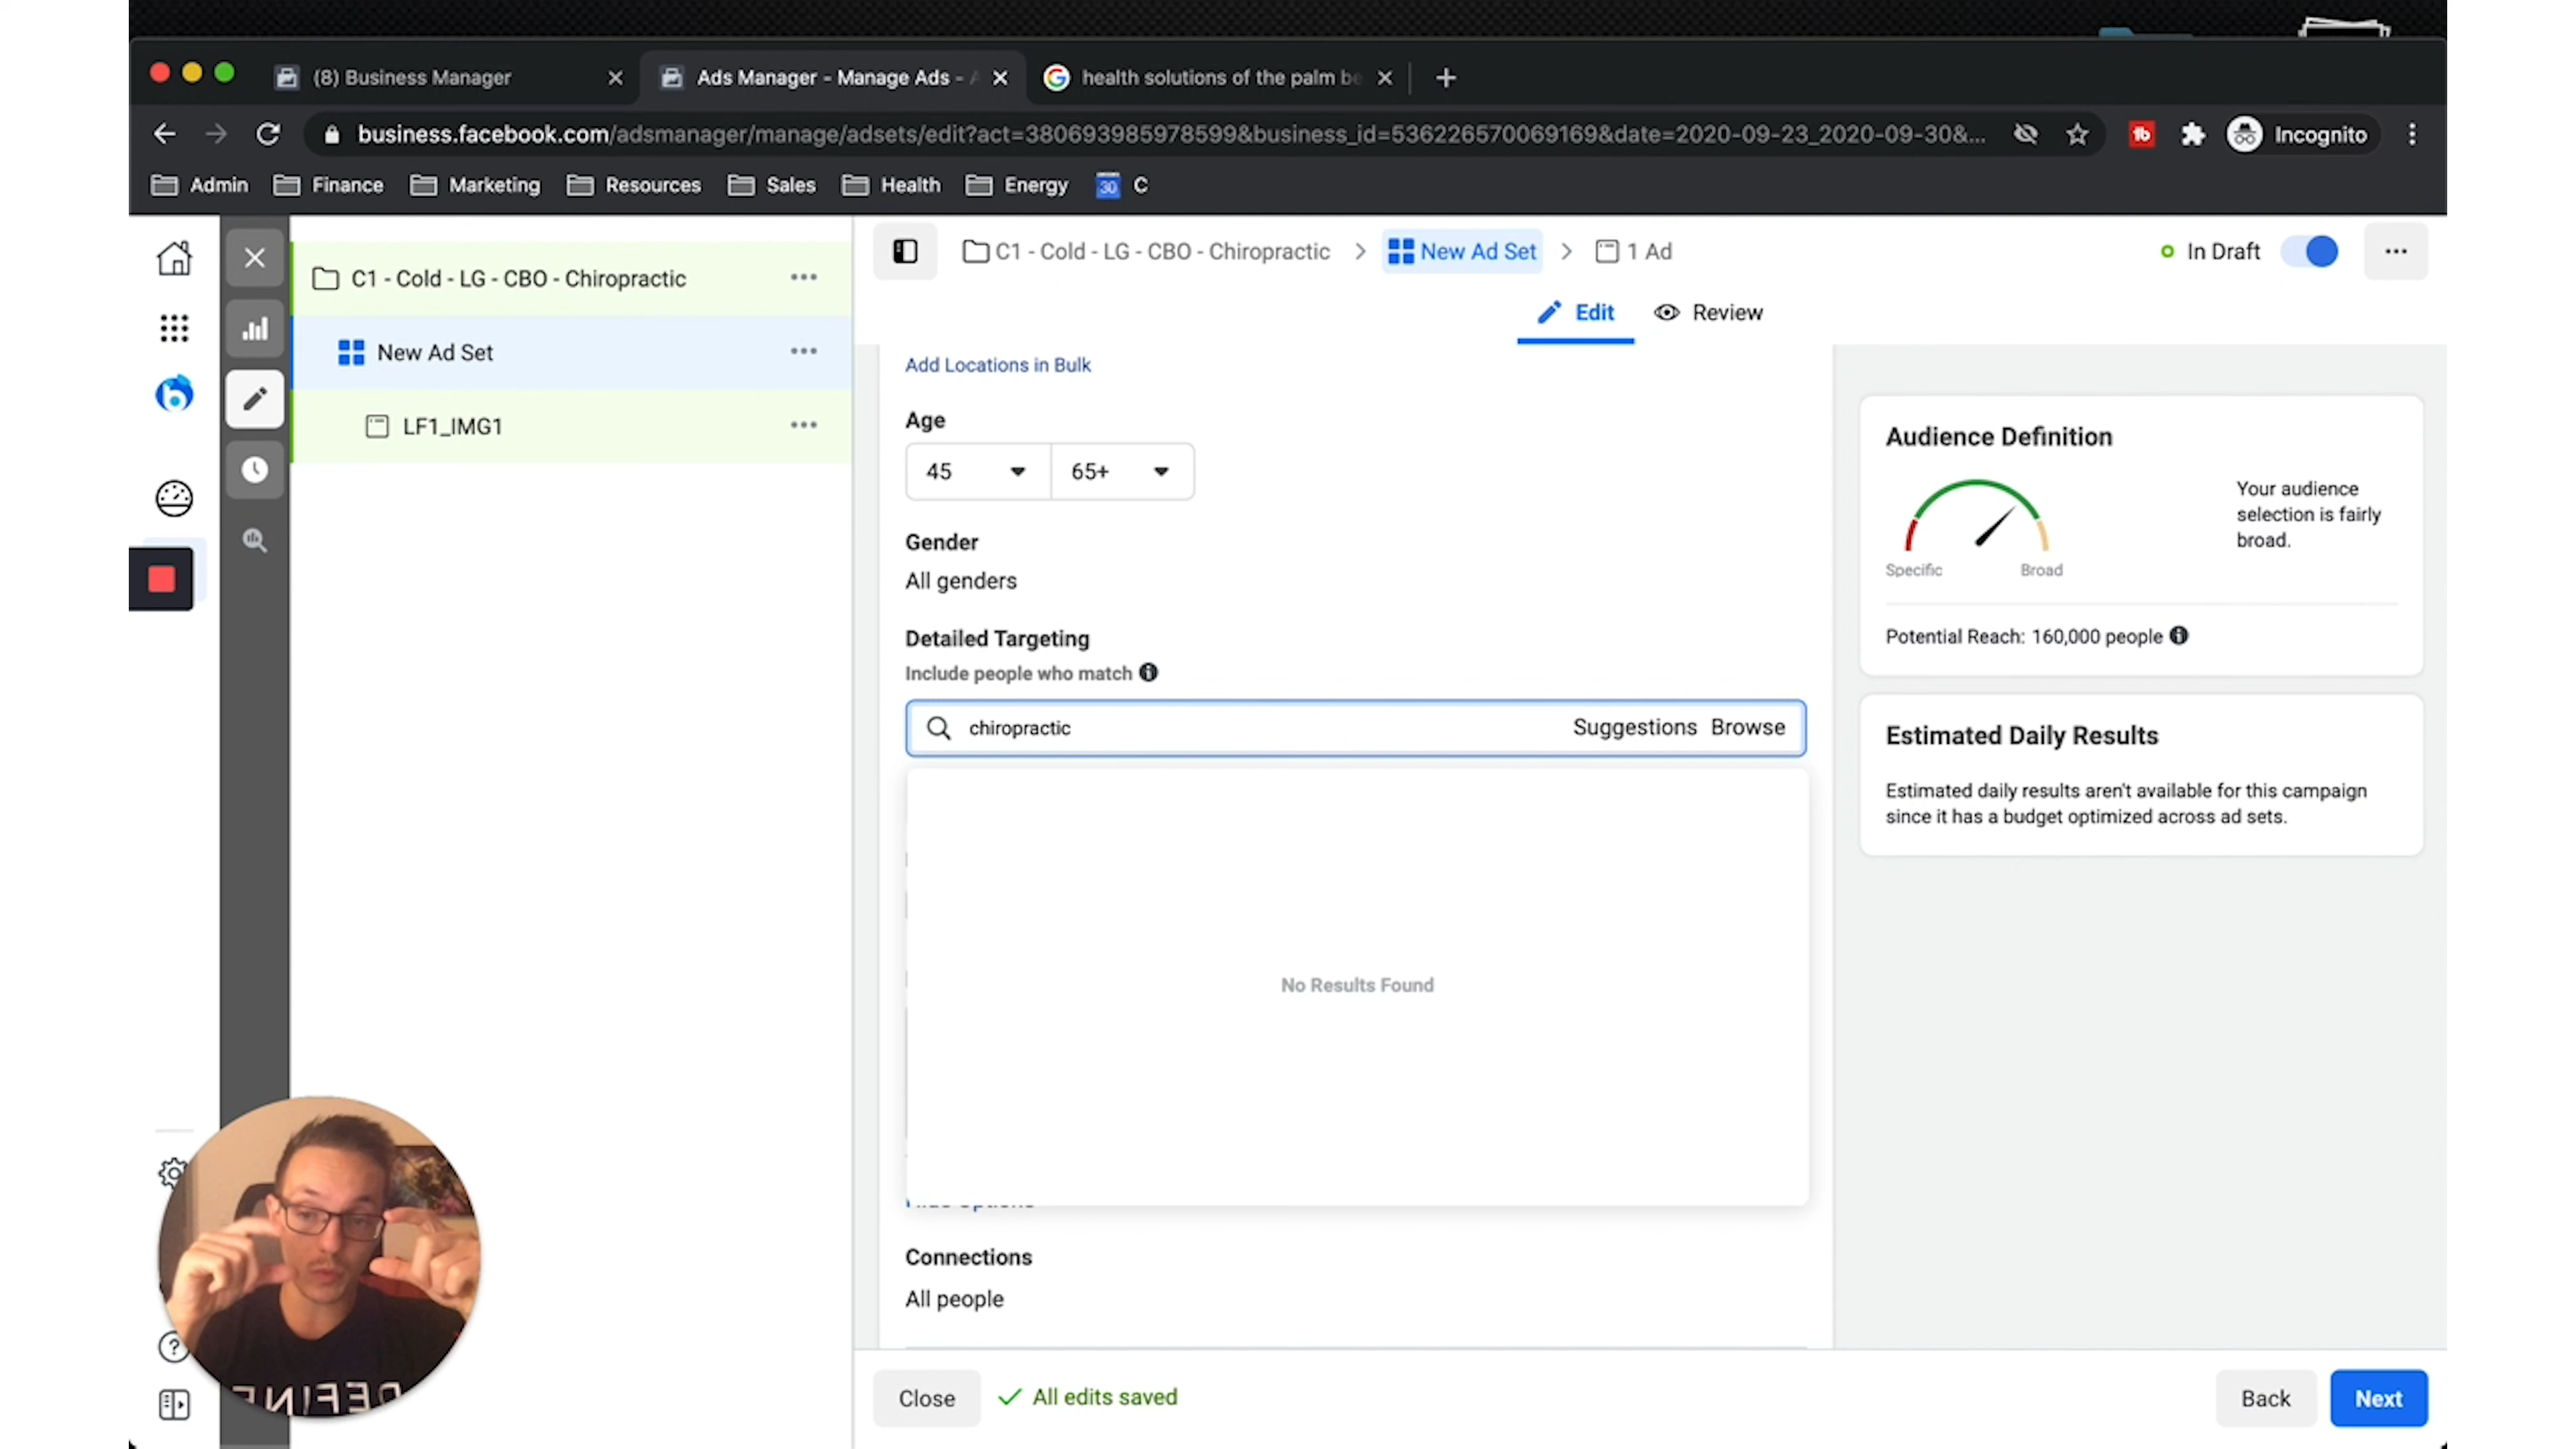 (8) Business Manager
Ads Manager - Manage Ads - A
health solutions of the palm be
business.facebook.com/adsmanager/manage/adsets/edit?act=380693985978599&business_id=536226570069169&date=2020-09-23_2020-09-30&...
Incognito
Admin
Finance
Marketing
Resources
Sales
Health
Energy
30
C
C1 - Cold - LG - CBO - Chiropractic
New Ad Set
LF1_IMG1
C1 - Cold - LG - CBO - Chiropractic
New Ad Set
1 Ad
In Draft
Edit
Review
Add Locations in Bulk
Age
45
65+
Gender
All genders
Detailed Targeting
Include people who match
chiropractic
Suggestions
Browse
No Results Found
Hide Options
Connections
All people
Close
All edits saved
Back
Next
Audience Definition
Specific
Broad
Your audience
selection is fairly
broad.
Potential Reach: 160,000 people
Estimated Daily Results
Estimated daily results aren't available for this campaign
since it has a budget optimized across ad sets.
DEFINE